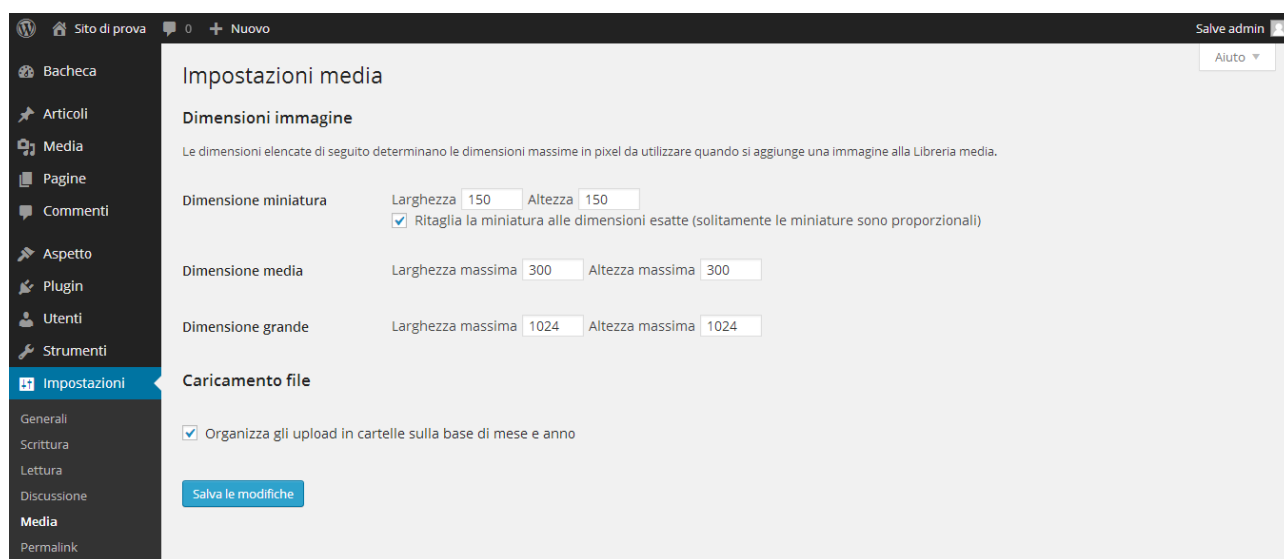 Sito di prova 0 + Nuovo Salve admin
Aiuto
Bacheca
Articoli
Media
Pagine
Commenti
Aspetto
Plugin
Utenti
Strumenti
Impostazioni
Generali
Scrittura
Lettura
Discussione
Media
Permalink
Impostazioni media
Dimensioni immagine
Le dimensioni elencate di seguito determinano le dimensioni massime in pixel da utilizzare quando si aggiunge una immagine alla Libreria media.
Dimensione miniatura Larghezza 150 Altezza 150
Ritaglia la miniatura alle dimensioni esatte (solitamente le miniature sono proporzionali)
Dimensione media Larghezza massima 300 Altezza massima 300
Dimensione grande Larghezza massima 1024 Altezza massima 1024
Caricamento file
Organizza gli upload in cartelle sulla base di mese e anno
Salva le modifiche